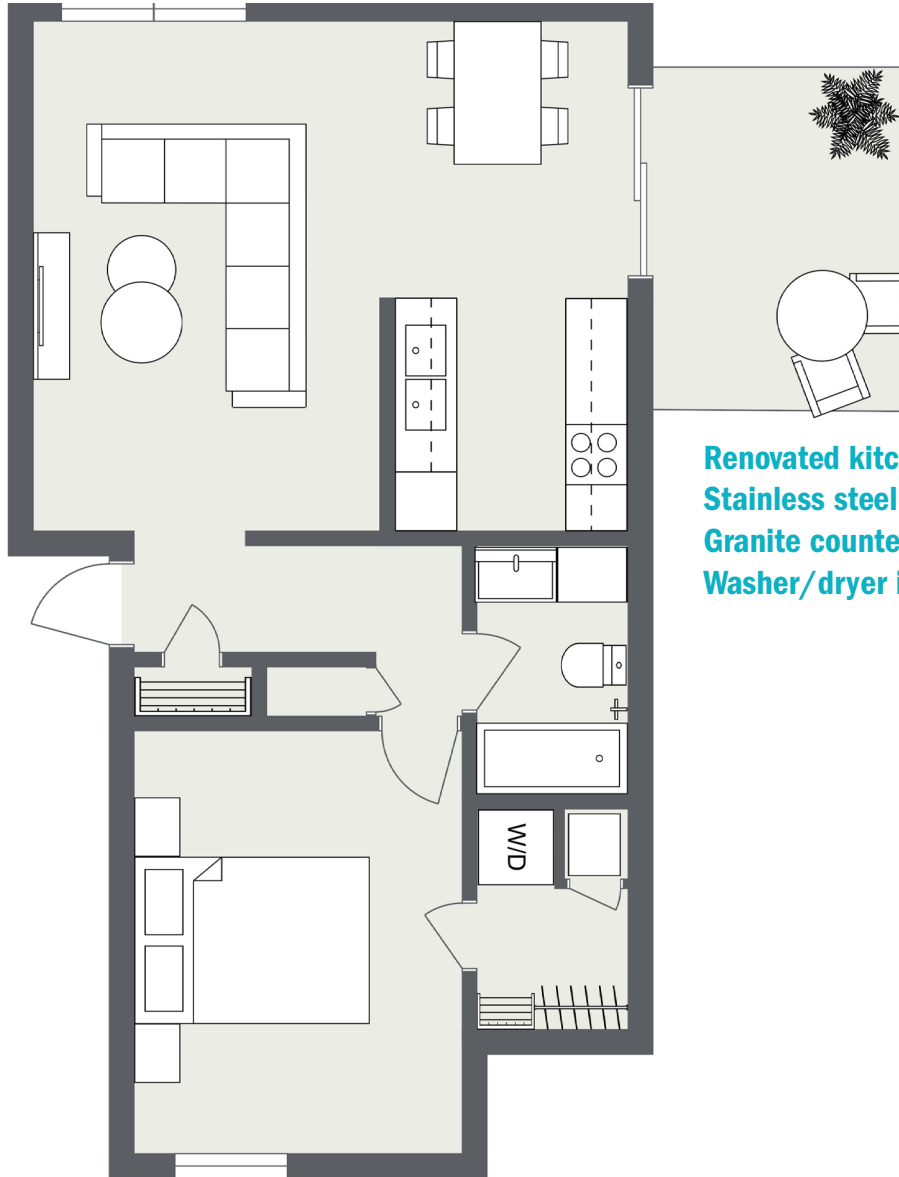 Renovated kitc
Stainless steel
Granite counte
Washer/dryer i
W/D